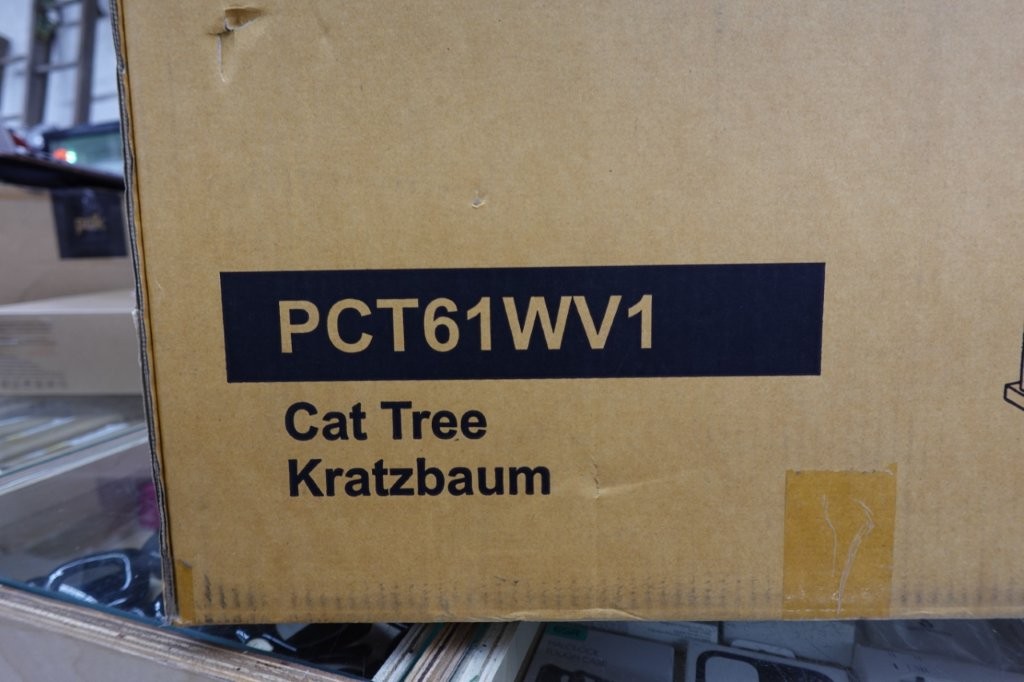 PCT61WV1
Cat Tree
Kratzbaum